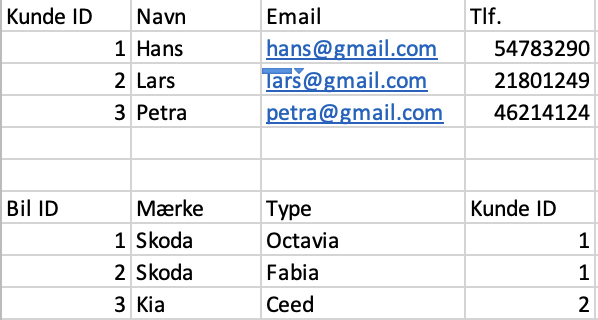 Kunde ID Navn Email Tlf.
1 Hans hans@gmail.com 54783290
2 Lars lars@gmail.com 21801249
3 Petra petra@gmail.com 46214124
Bil ID Mærke Type Kunde ID
1 Skoda Octavia 1
2 Skoda Fabia 1
3 Kia Ceed 2